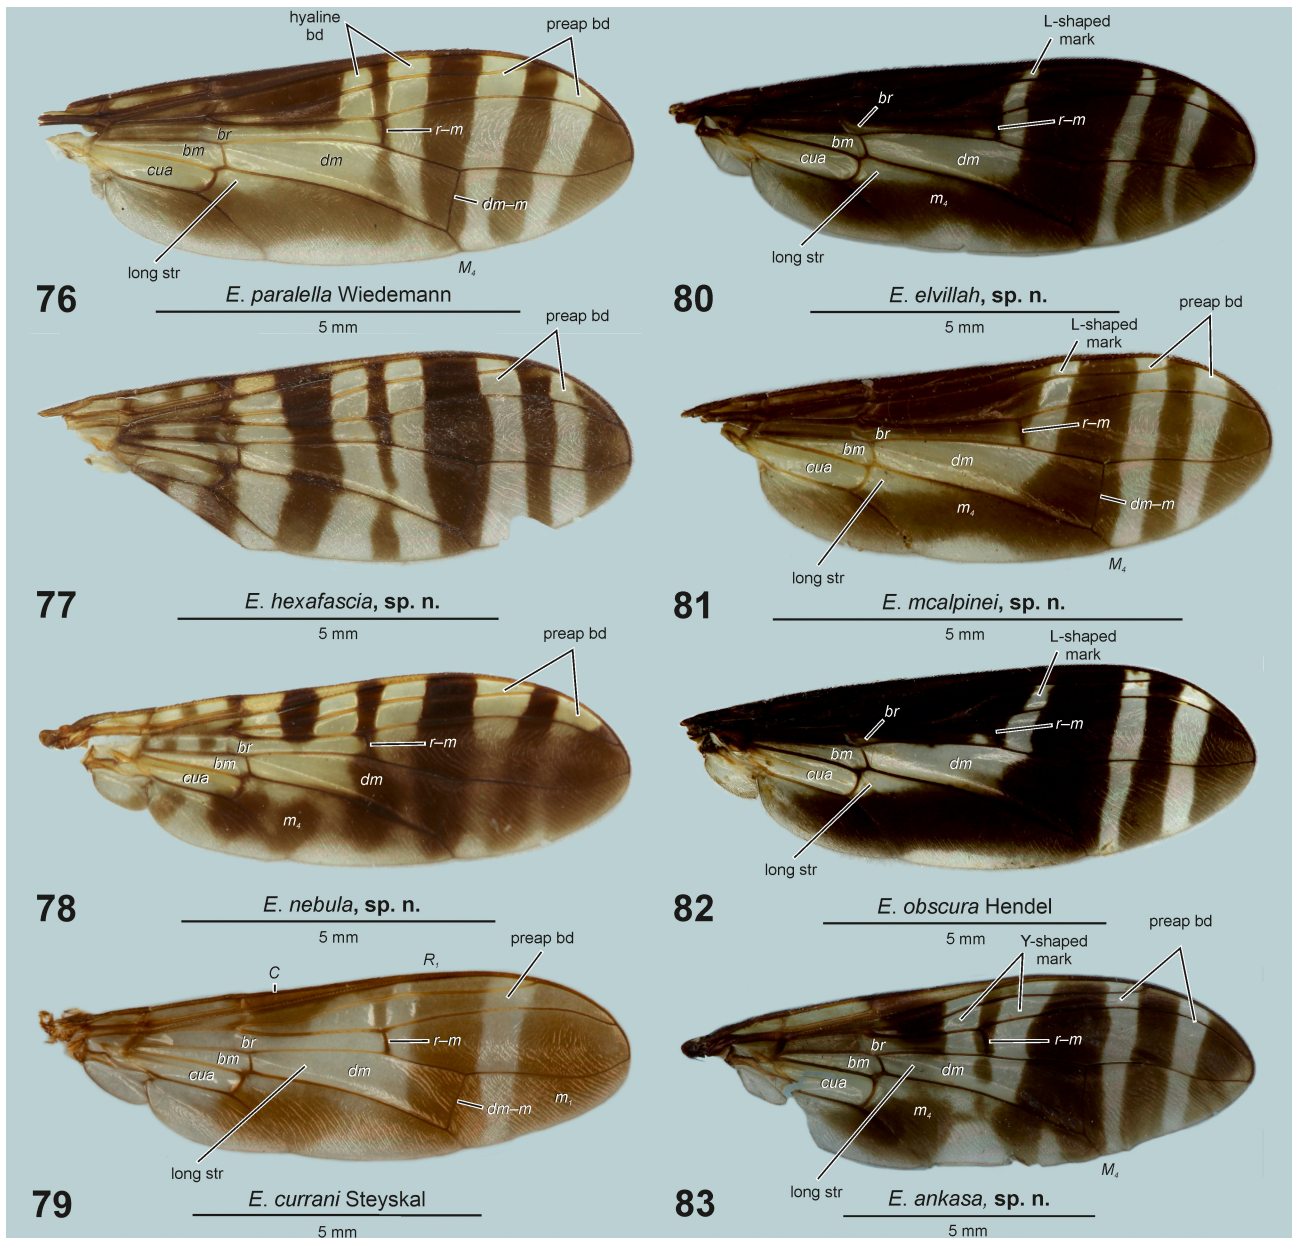 hyaline
bd
preap bd
br
r–m
bm
dm
cua
dm–m
long str
M₄
76
E. paralella Wiedemann
5 mm
L-shaped
mark
br
r–m
bm
cua
dm
m₄
long str
80
E. elvillah, sp. n.
5 mm
preap bd
77
E. hexafascia, sp. n.
5 mm
preap bd
L-shaped
mark
r–m
br
bm
dm
cua
m₄
dm–m
long str
M₄
81
E. mcalpinei, sp. n.
5 mm
preap bd
br
r–m
bm
cua
dm
m₄
78
E. nebula, sp. n.
5 mm
L-shaped
mark
br
r–m
bm
cua
dm
long str
82
E. obscura Hendel
5 mm
preap bd
C
R₁
br
r–m
bm
dm
cua
dm–m
m₁
long str
79
E. currani Steyskal
5 mm
preap bd
Y-shaped
mark
br
r–m
bm
dm
cua
m₄
long str
M₄
83
E. ankasa, sp. n.
5 mm